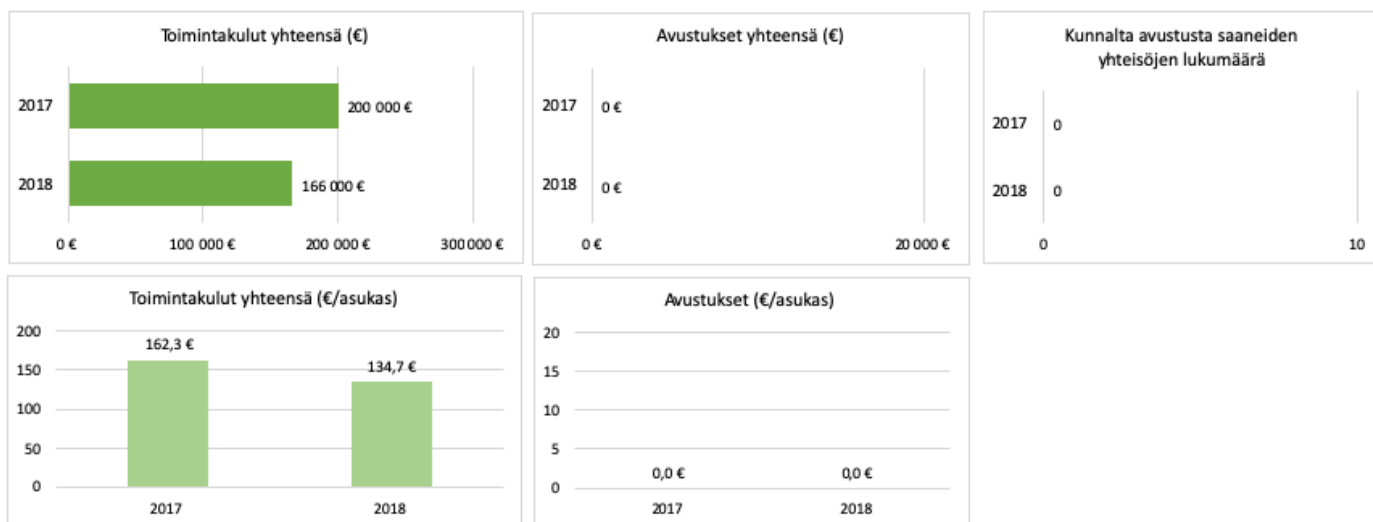 Toimintakulut yhteensä (€)
2017
200 000 €
2018
166 000 €
0 €
100 000 €
200 000 €
300 000 €
Avustukset yhteensä (€)
2017
0 €
2018
0 €
0 €
20 000 €
Kunnalta avustusta saaneiden
yhteisöjen lukumäärä
2017
0
2018
0
0
10
Toimintakulut yhteensä (€/asukas)
200
150
100
50
0
162,3 €
134,7 €
2017
2018
Avustukset (€/asukas)
20
15
10
5
0
0,0 €
0,0 €
2017
2018